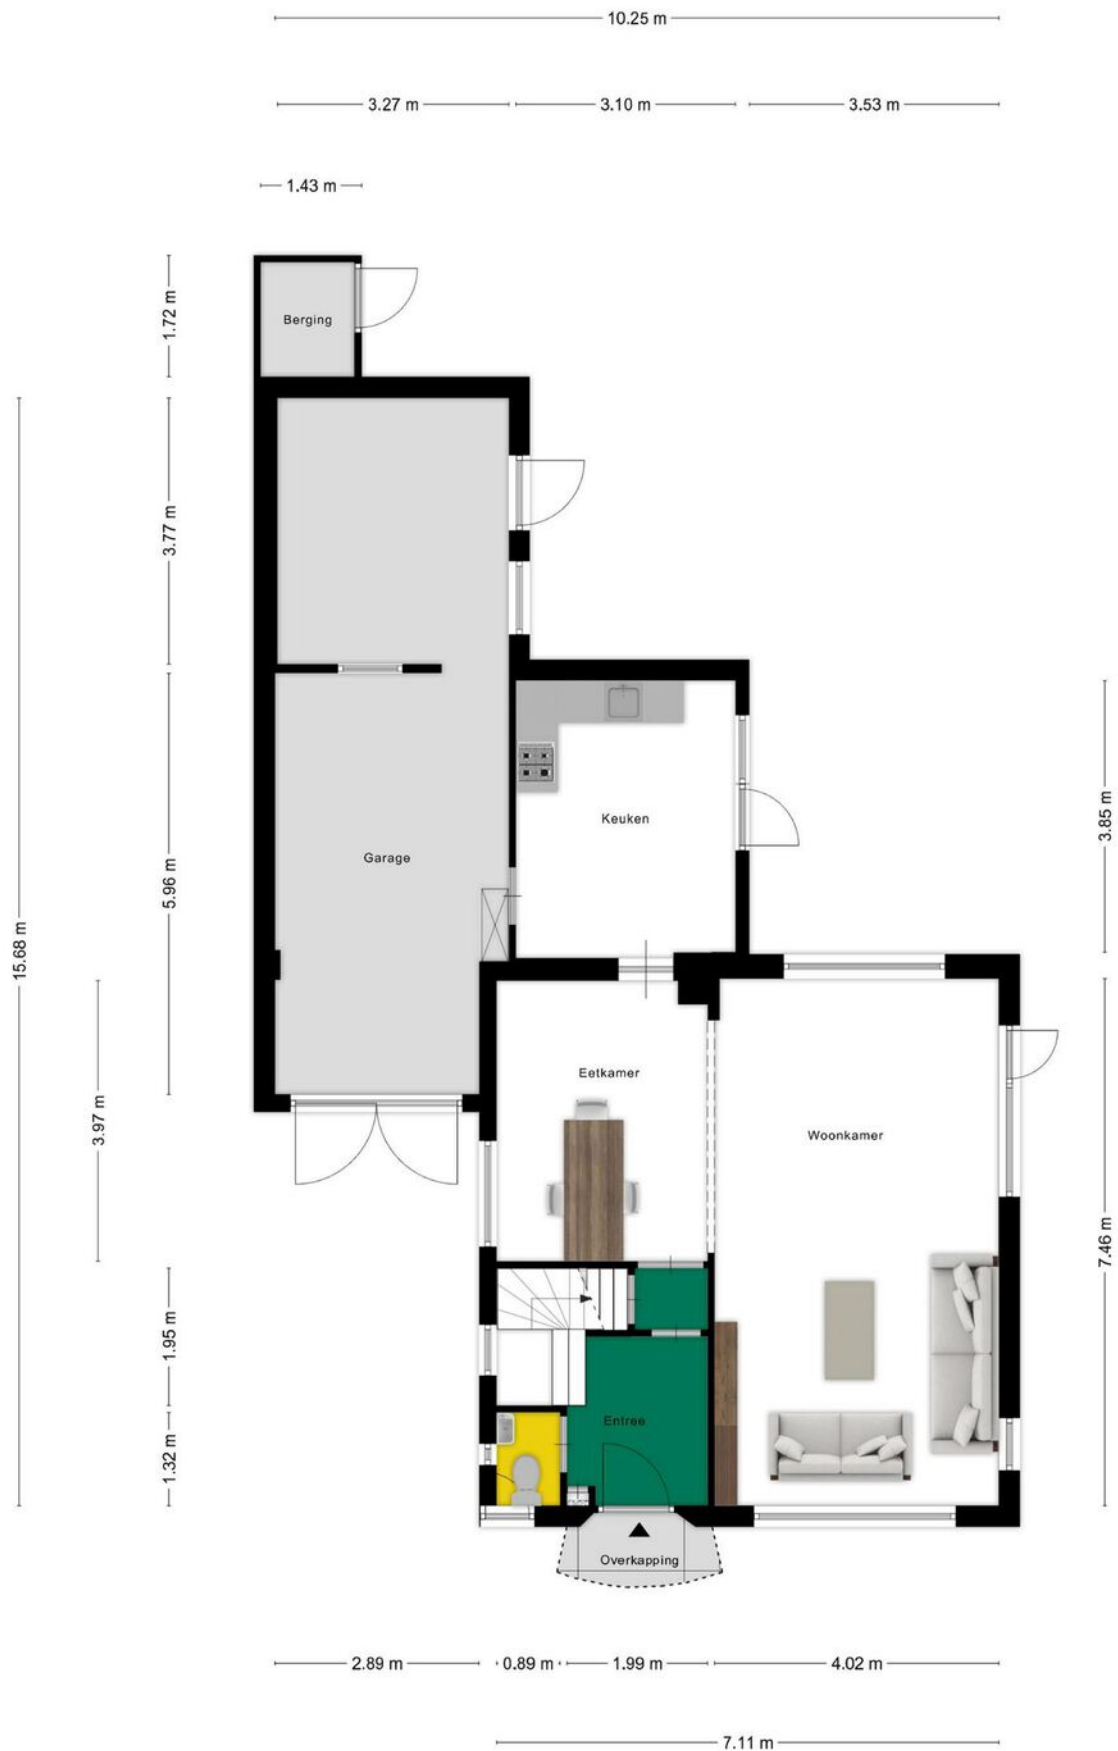 10.25 m
3.27 m
3.10 m
3.53 m
1.43 m
1.72 m
Berging
3.77 m
15.68 m
5.96 m
3.85 m
Keuken
Garage
3.97 m
Eetkamer
Woonkamer
7.46 m
1.95 m
1.32 m
Entree
Overkapping
2.89 m
0.89 m
1.99 m
4.02 m
7.11 m